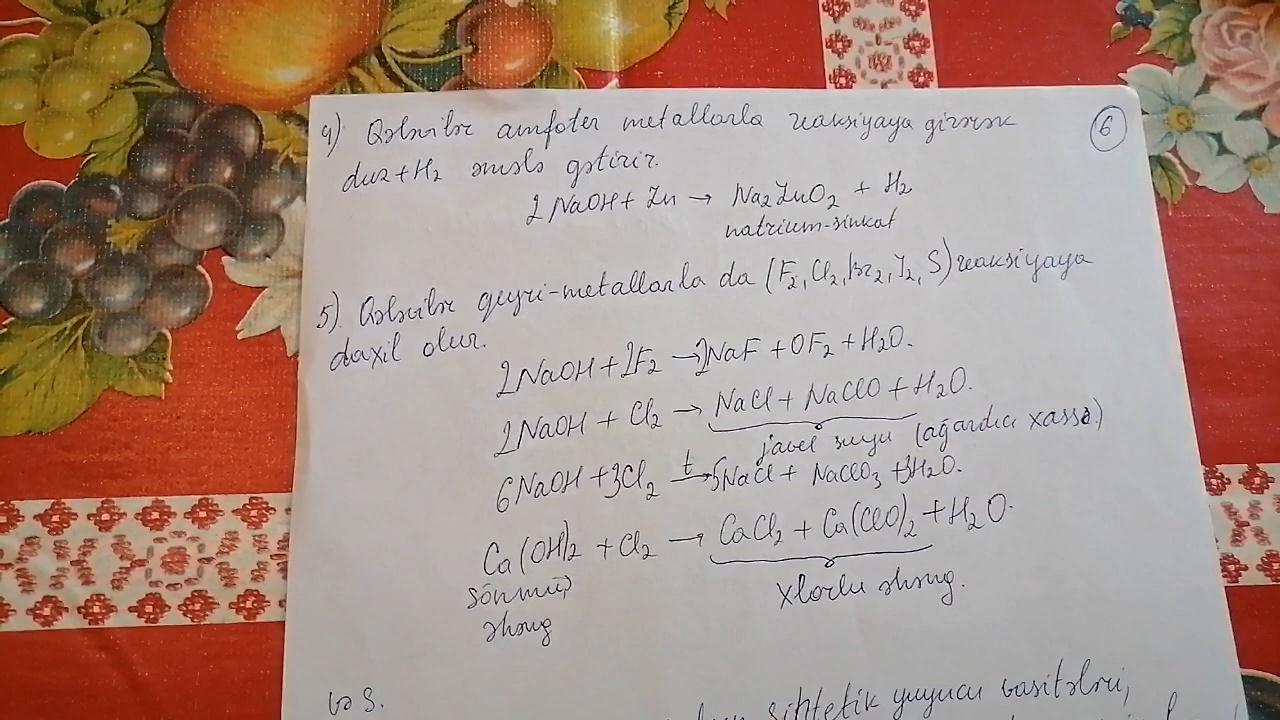 6
4) Qələvilər amfoter metallarla reaksiyaya girərək
duz+H₂ əmələ gətirir.
2NaOH + Zn → Na₂ZnO₂ + H₂
natrium-sinkat
5) Qələvilər qeyri-metallarla da (F₂, Cl₂, Br₂, J₂, S) reaksiyaya
daxil olur.
2NaOH + 2F₂ → 2NaF + OF₂ + H₂O.
2NaOH + Cl₂ → NaCl + NaClO + H₂O.
javel suyu (ağardıcı xassə)
6NaOH + 3Cl₂ t→ 5NaCl + NaClO₃ + 3H₂O.
Ca(OH)₂ + Cl₂ → CaCl₂ + Ca(ClO)₂ + H₂O.
sönmüş
əhəng
xlorlu əhəng.
və s.
sintetik yuyucu vasitələri,